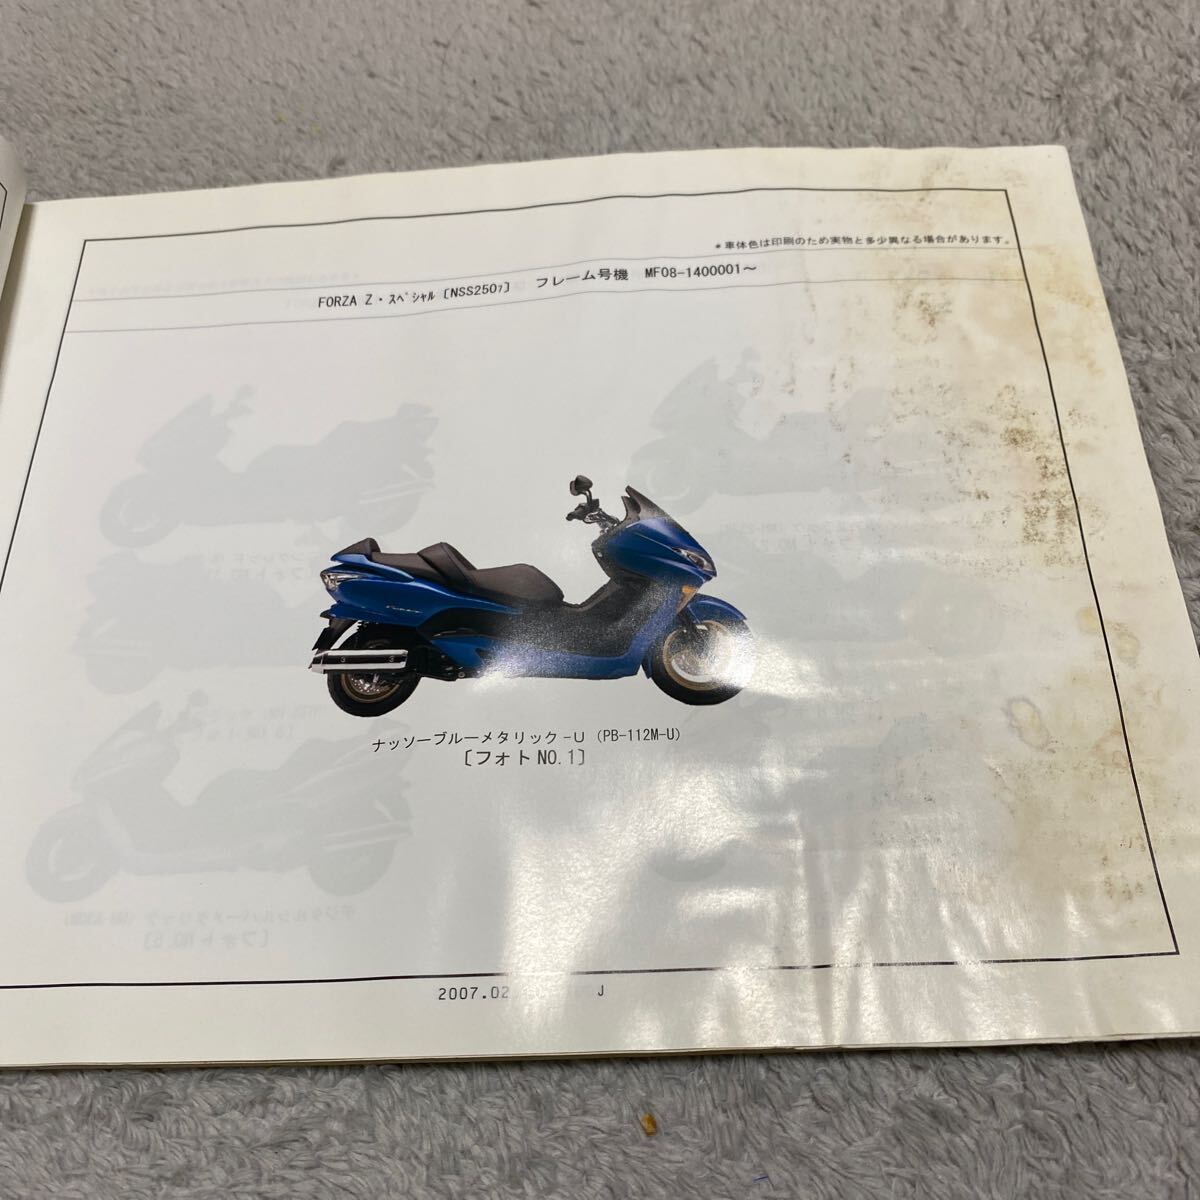 *車体色は印刷のため実物と多少異なる場合があります。
FORZA Z・ｽﾍﾟｼｬﾙ〔NSS250₇〕 フレーム号機 MF08-1400001～
ナッソーブルーメタリック-U (PB-112M-U)
〔フォトNO.1〕
2007.02 J